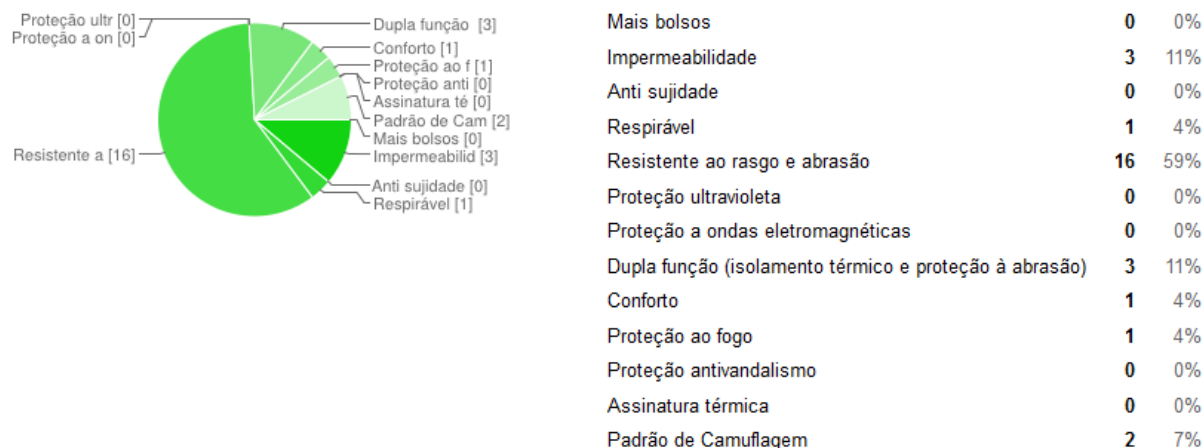 Proteção ultr [0]
Proteção a on [0]
Resistente a [16]
Dupla função [3]
Conforto [1]
Proteção ao f [1]
Proteção anti [0]
Assinatura té [0]
Padrão de Cam [2]
Mais bolsos [0]
Impermeabilid [3]
Anti sujidade [0]
Respirável [1]
Mais bolsos 0 0%
Impermeabilidade 3 11%
Anti sujidade 0 0%
Respirável 1 4%
Resistente ao rasgo e abrasão 16 59%
Proteção ultravioleta 0 0%
Proteção a ondas eletromagnéticas 0 0%
Dupla função (isolamento térmico e proteção à abrasão) 3 11%
Conforto 1 4%
Proteção ao fogo 1 4%
Proteção antivandalismo 0 0%
Assinatura térmica 0 0%
Padrão de Camuflagem 2 7%